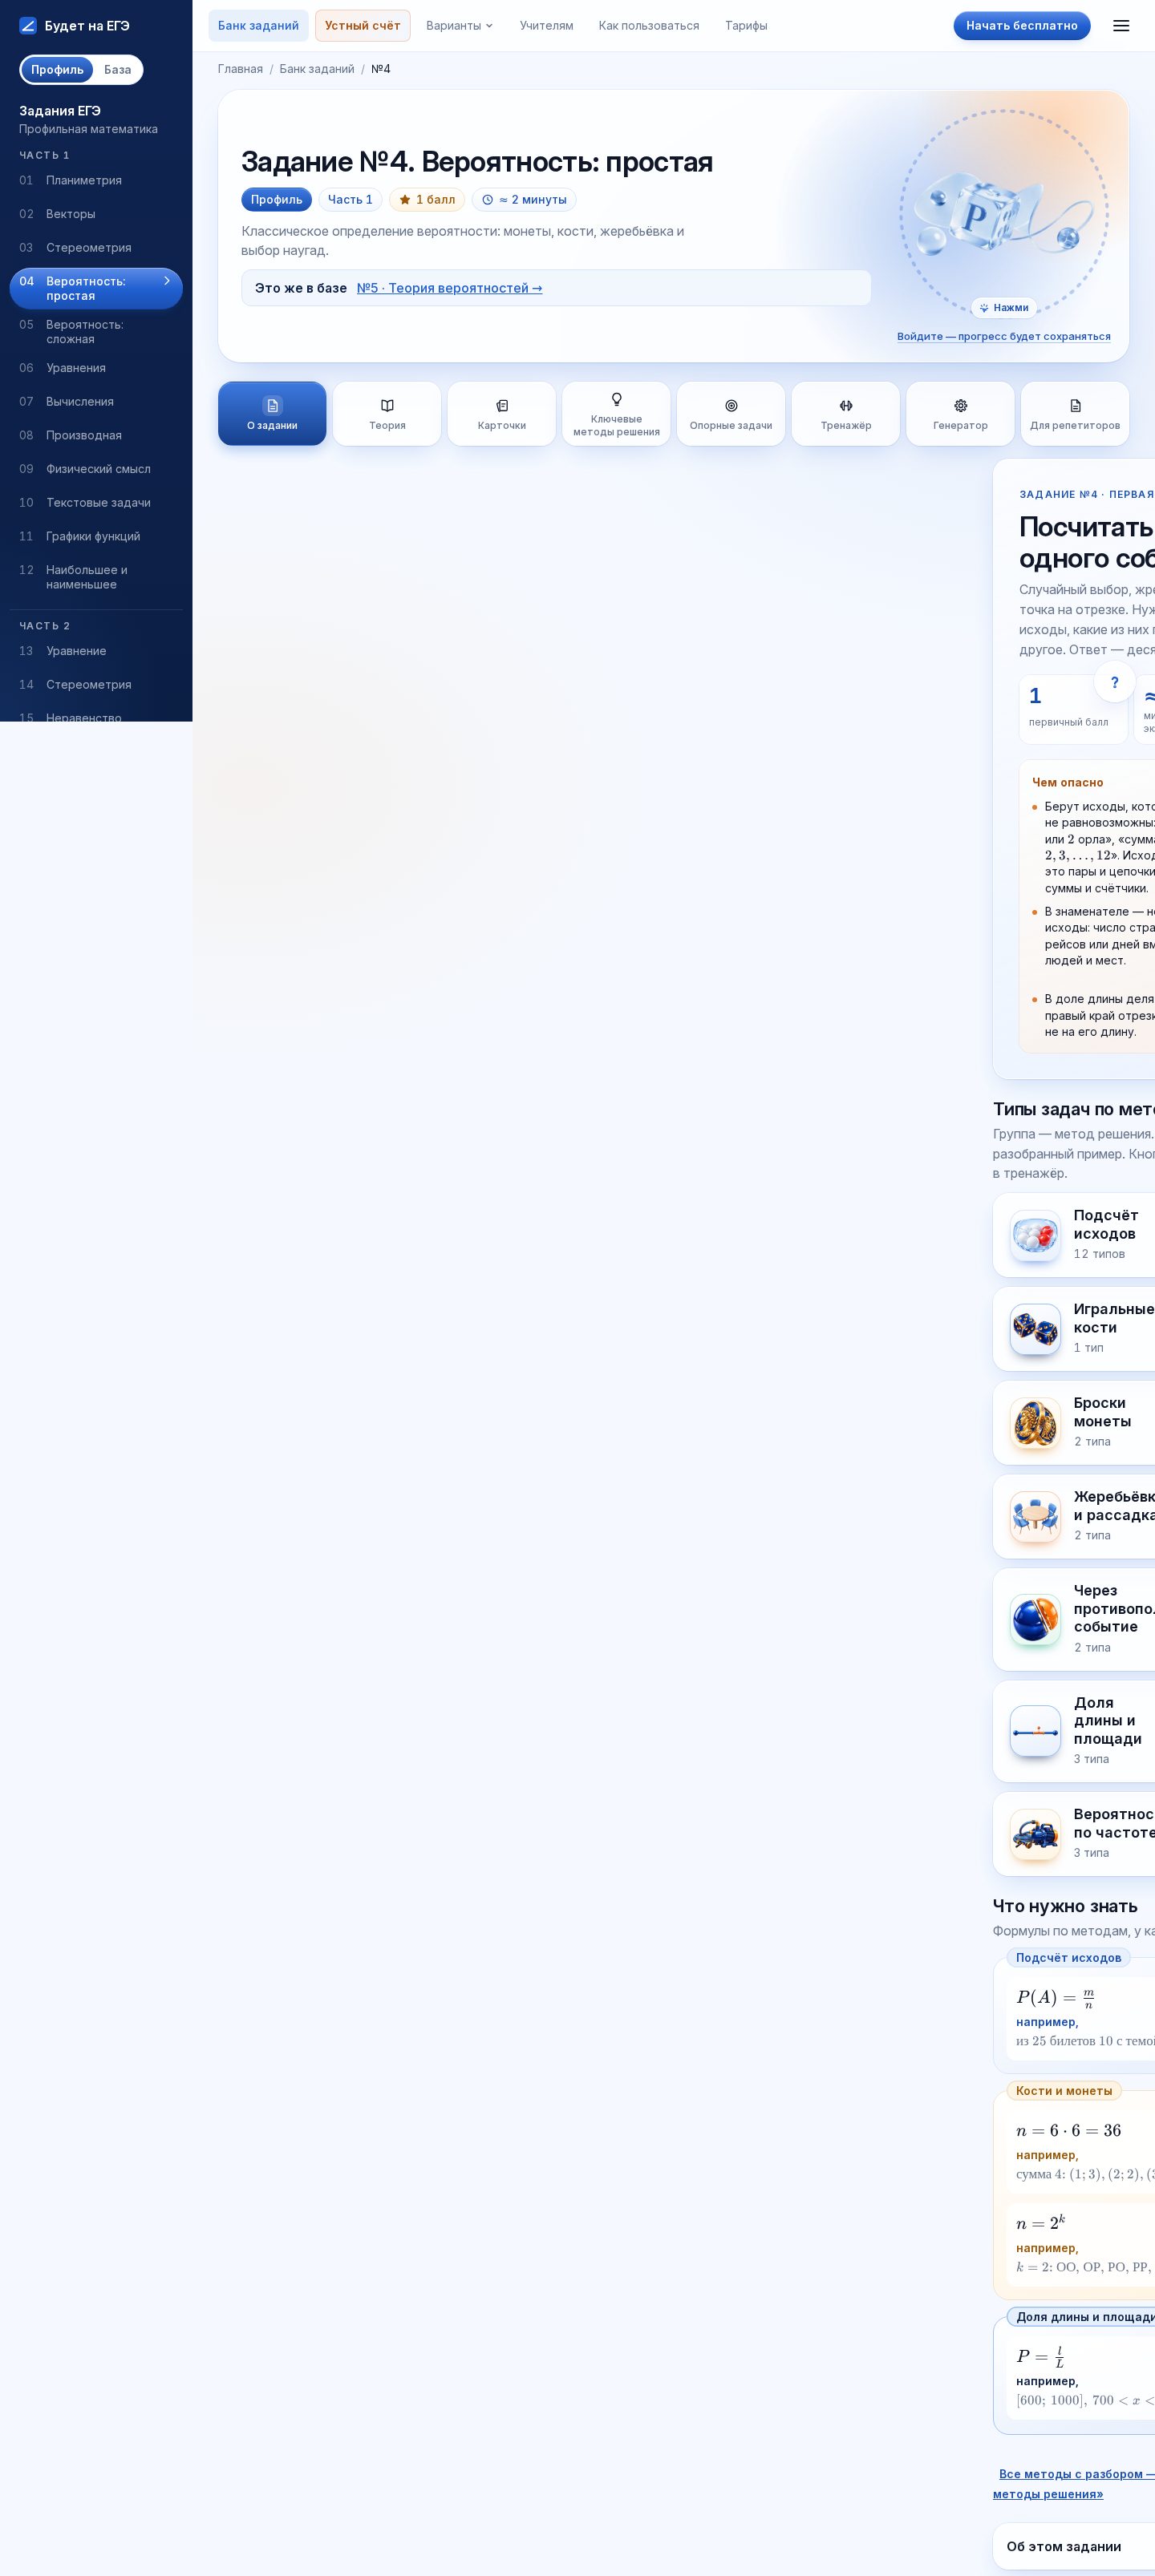 Будет на ЕГЭ
Профиль
База
Задания ЕГЭ
Профильная математика
ЧАСТЬ 1
01 Планиметрия
02 Векторы
03 Стереометрия
04 Вероятность:
простая
05 Вероятность:
сложная
06 Уравнения
07 Вычисления
08 Производная
09 Физический смысл
10 Текстовые задачи
11 Графики функций
12 Наибольшее и
наименьшее
ЧАСТЬ 2
13 Уравнение
14 Стереометрия
15 Неравенство
Банк заданий
Устный счёт
Варианты
Учителям
Как пользоваться
Тарифы
Начать бесплатно
Главная / Банк заданий / №4
Задание №4. Вероятность: простая
Профиль
Часть 1
1 балл
≈ 2 минуты
Классическое определение вероятности: монеты, кости, жеребьёвка и
выбор наугад.
Это же в базе №5 · Теория вероятностей →
P
Нажми
Войдите — прогресс будет сохраняться
О задании
Теория
Карточки
Ключевые
методы решения
Опорные задачи
Тренажёр
Генератор
Для репетиторов
ЗАДАНИЕ №4 · ПЕРВАЯ
Посчитать
одного соб
Случайный выбор, жре
точка на отрезке. Нуж
исходы, какие из них п
другое. Ответ — деся
?
1
первичный балл
≈
ми
эк
Чем опасно
Берут исходы, кото
не равновозможны:
или 2 орла», «сумма
2, 3, …, 12». Исход
это пары и цепочки
суммы и счётчики.
В знаменателе — не
исходы: число стра
рейсов или дней вм
людей и мест.
В доле длины деля
правый край отрезк
не на его длину.
Типы задач по мето
Группа — метод решения.
разобранный пример. Кноп
в тренажёр.
Подсчёт
исходов
12 типов
Игральные
кости
1 тип
Броски
монеты
2 типа
Жеребьёвк
и рассадка
2 типа
Через
противопол
событие
2 типа
Доля
длины и
площади
3 типа
Вероятнос
по частоте
3 типа
Что нужно знать
Формулы по методам, у ка
Подсчёт исходов
P(A) = m/n
например,
из 25 билетов 10 с темой
Кости и монеты
n = 6 · 6 = 36
например,
сумма 4: (1; 3), (2; 2), (3
n = 2^k
например,
k = 2: ОО, ОР, РО, РР,
Доля длины и площади
P = l/L
например,
[600; 1000], 700 < x <
Все методы с разбором —
методы решения»
Об этом задании